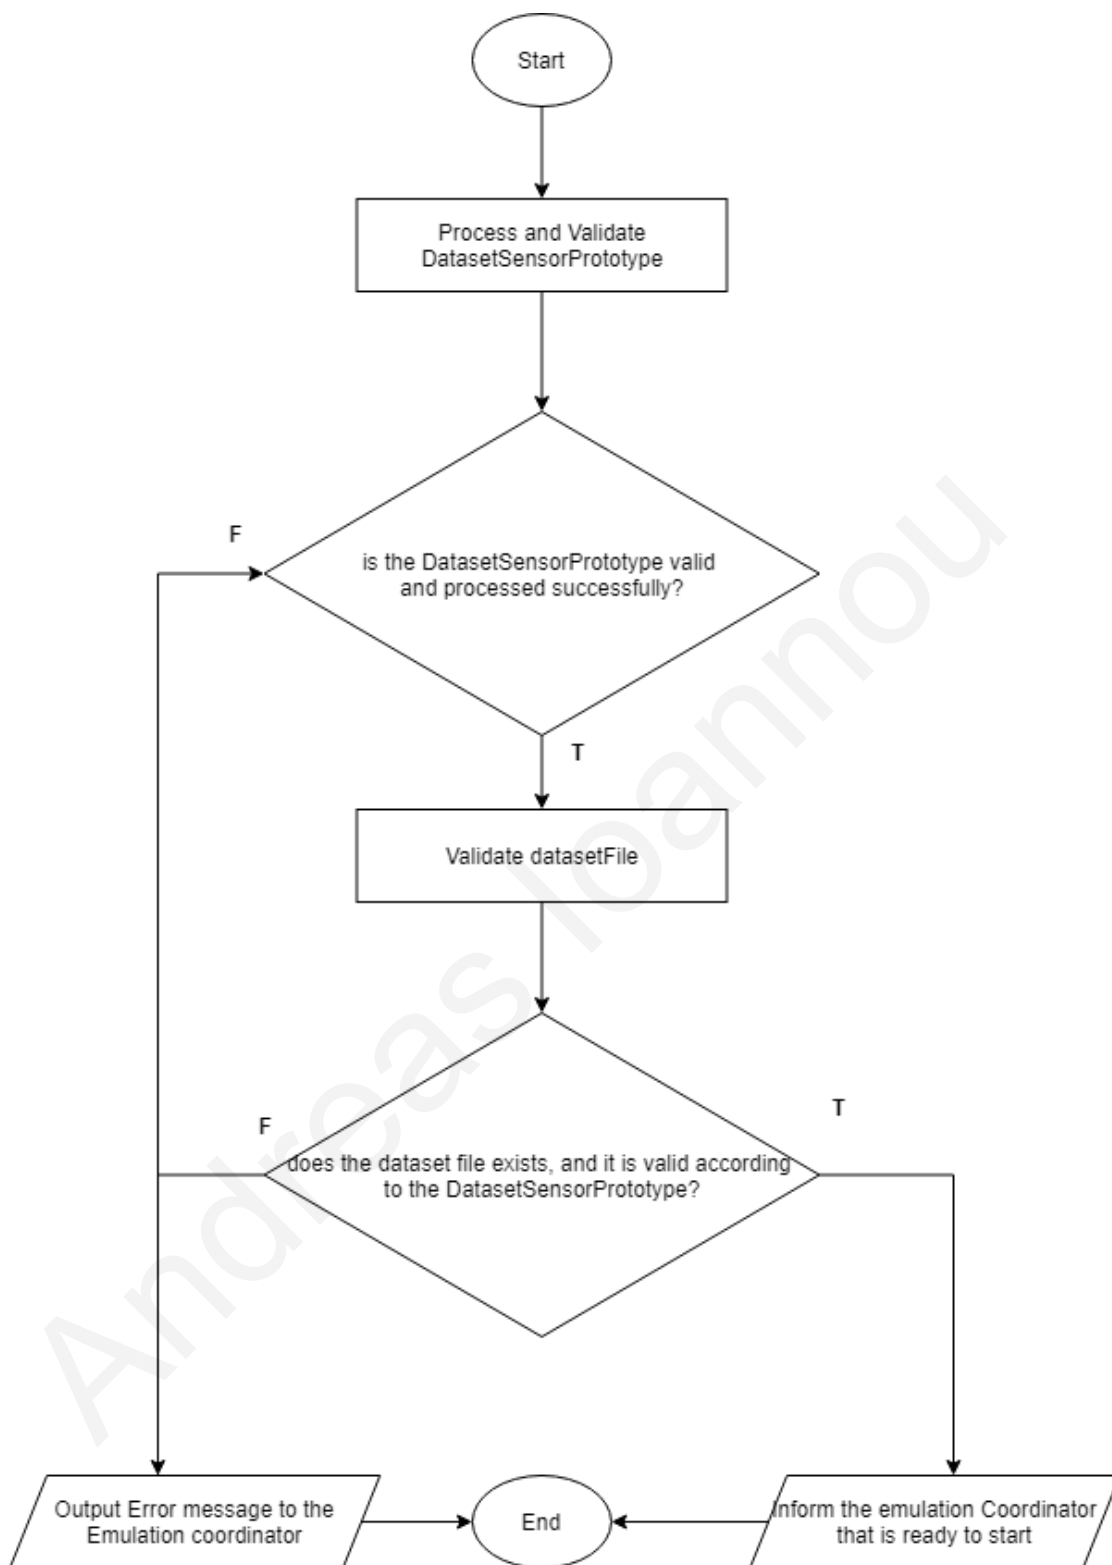 Start
Process and Validate
DatasetSensorPrototype
F
is the DatasetSensorPrototype valid
and processed successfully?
T
Validate datasetFile
F
T
does the dataset file exists, and it is valid according
to the DatasetSensorPrototype?
Output Error message to the
Emulation coordinator
End
Inform the emulation Coordinator
that is ready to start
Andreas Ioannou